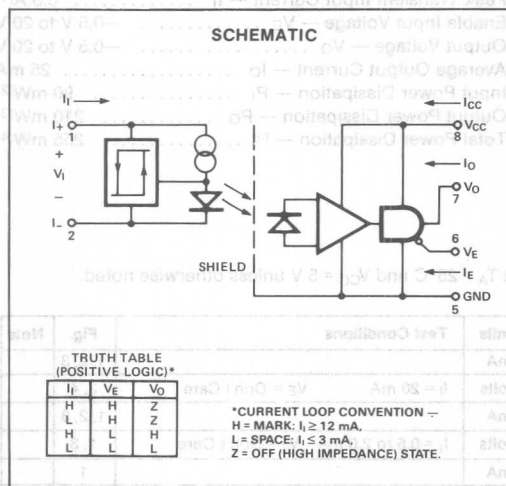 SCHEMATIC
I_I
I+
1
+
V_I
−
I−
2
SHIELD
I_CC
V_CC
8
I_O
V_O
7
6
V_E
I_E
GND
5
TRUTH TABLE
(POSITIVE LOGIC)*
I_I V_E V_O
H H Z
L H Z
H L H
L L L
*CURRENT LOOP CONVENTION –
H = MARK: I_I ≥ 12 mA,
L = SPACE: I_I ≤ 3 mA,
Z = OFF (HIGH IMPEDANCE) STATE.